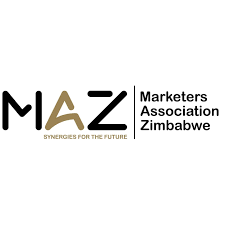 MAZ
SYNERGIES FOR THE FUTURE
Marketers
Association
Zimbabwe